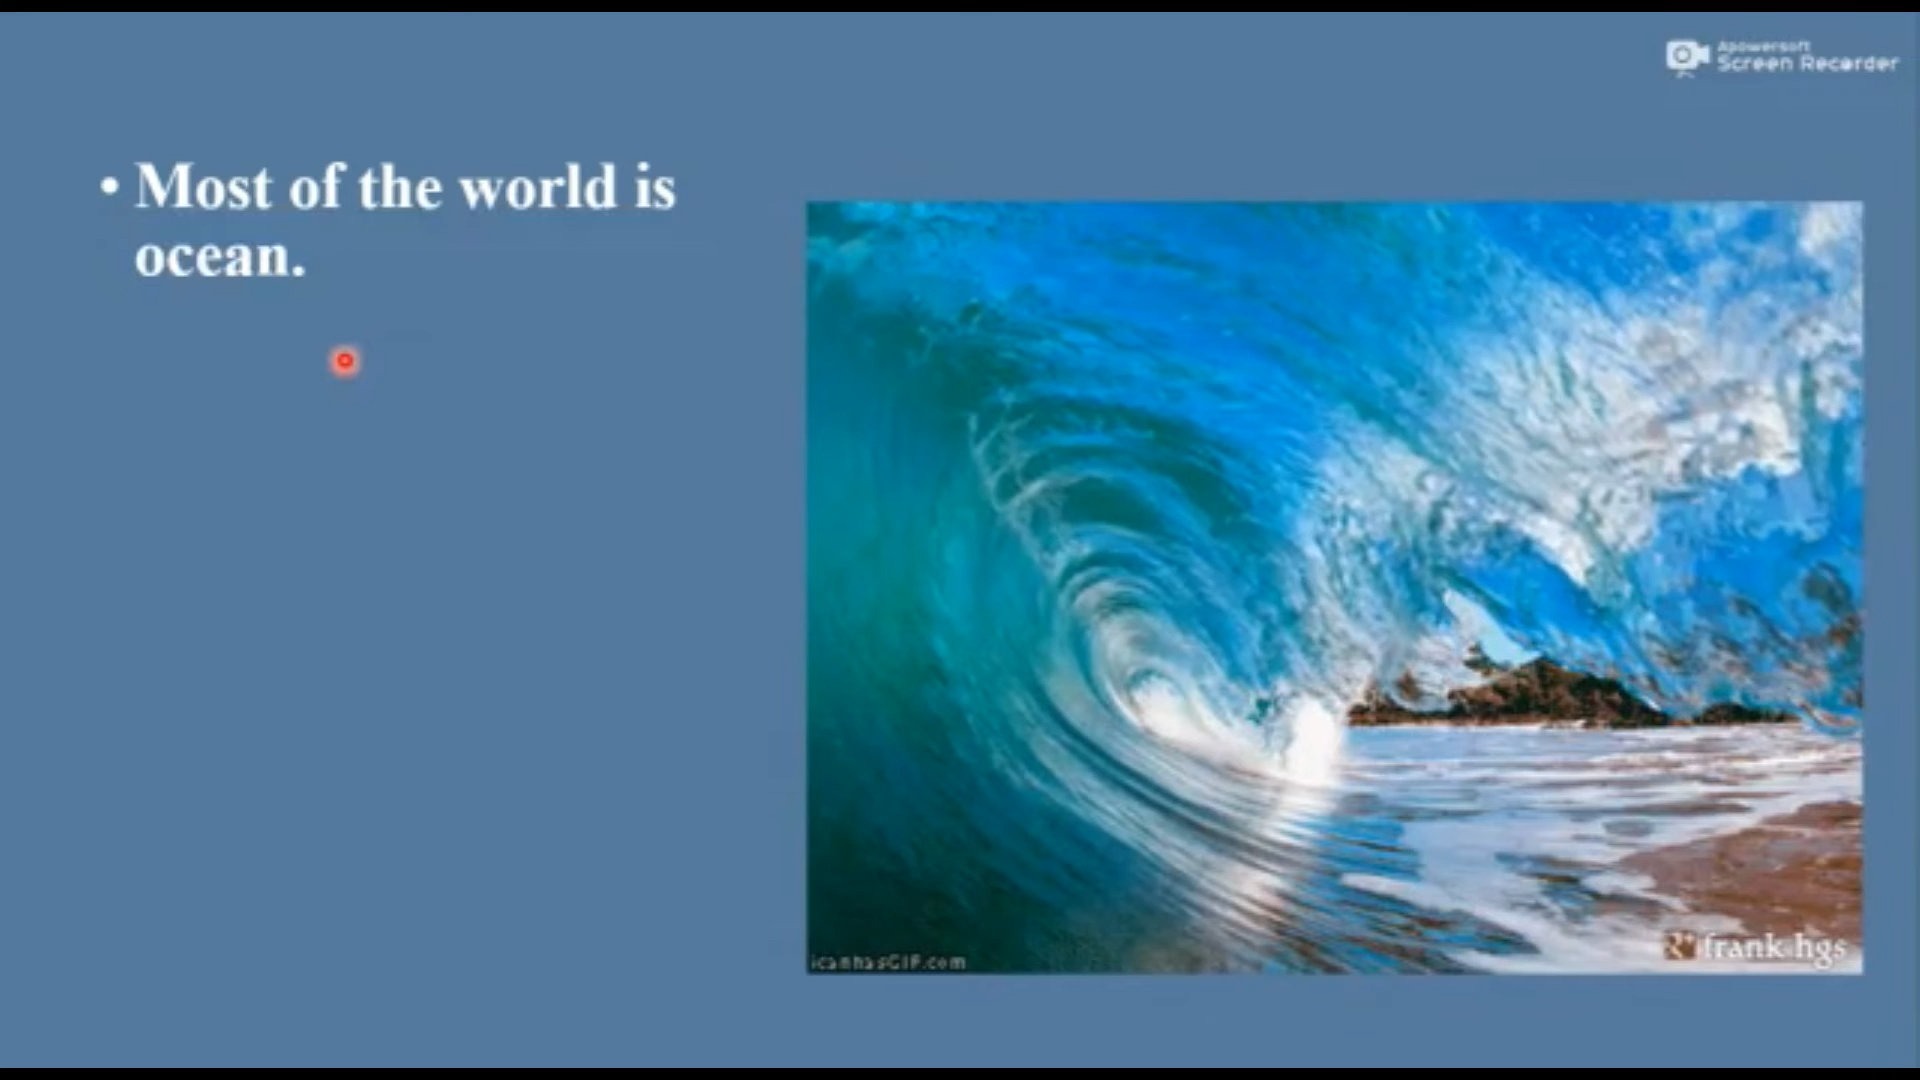 Apowersoft
Screen Recorder
• Most of the world is
ocean.
icanhasGIF.com
frank hgs